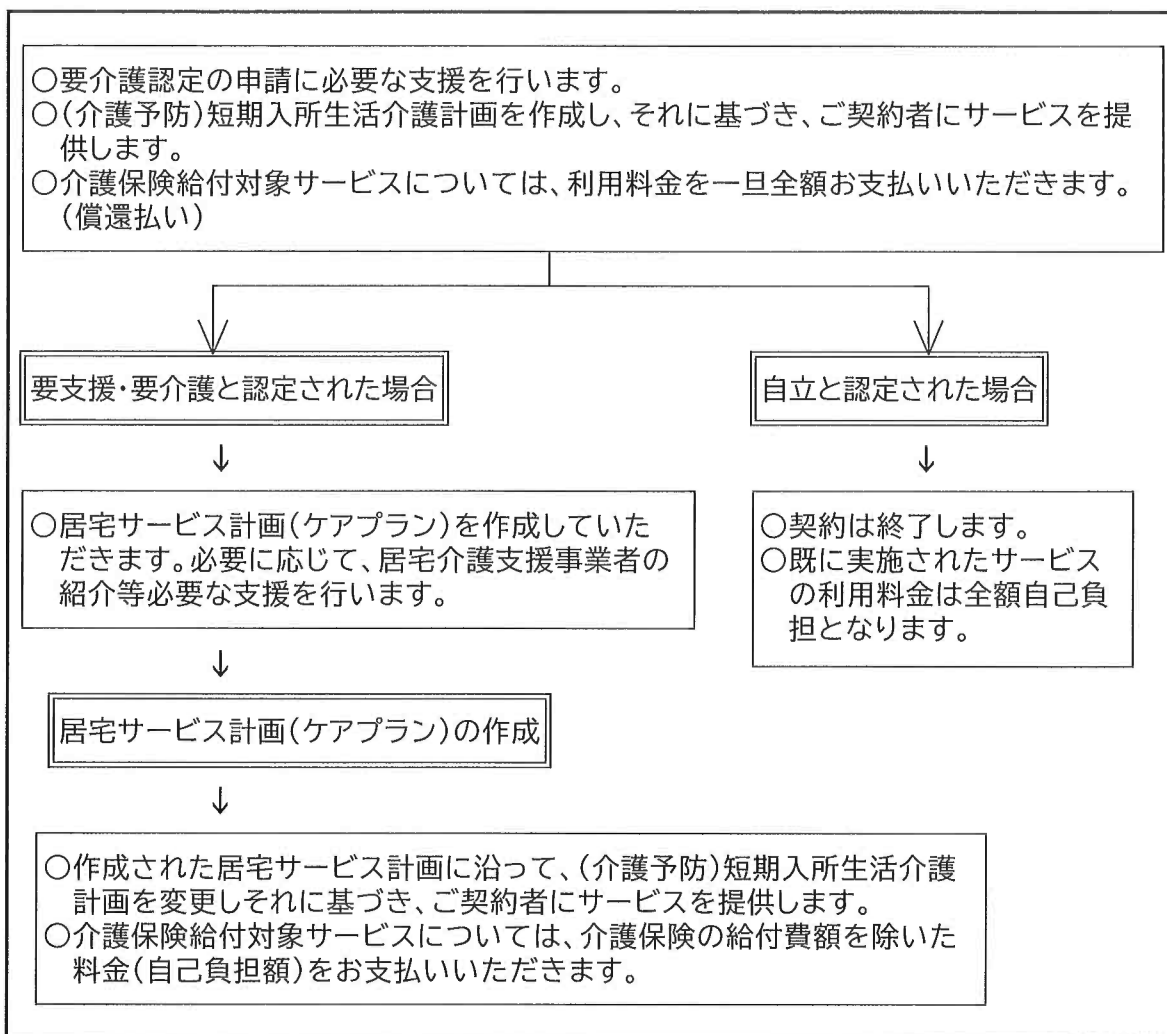 ○要介護認定の申請に必要な支援を行います。
○(介護予防)短期入所生活介護計画を作成し、それに基づき、ご契約者にサービスを提
供します。
○介護保険給付対象サービスについては、利用料金を一旦全額お支払いいただきます。
(償還払い)
要支援・要介護と認定された場合
↓
○居宅サービス計画(ケアプラン)を作成していた
だきます。必要に応じて、居宅介護支援事業者の
紹介等必要な支援を行います。
↓
居宅サービス計画(ケアプラン)の作成
↓
○作成された居宅サービス計画に沿って、(介護予防)短期入所生活介護
計画を変更しそれに基づき、ご契約者にサービスを提供します。
○介護保険給付対象サービスについては、介護保険の給付費額を除いた
料金(自己負担額)をお支払いいただきます。
自立と認定された場合
↓
○契約は終了します。
○既に実施されたサービス
の利用料金は全額自己負
担となります。